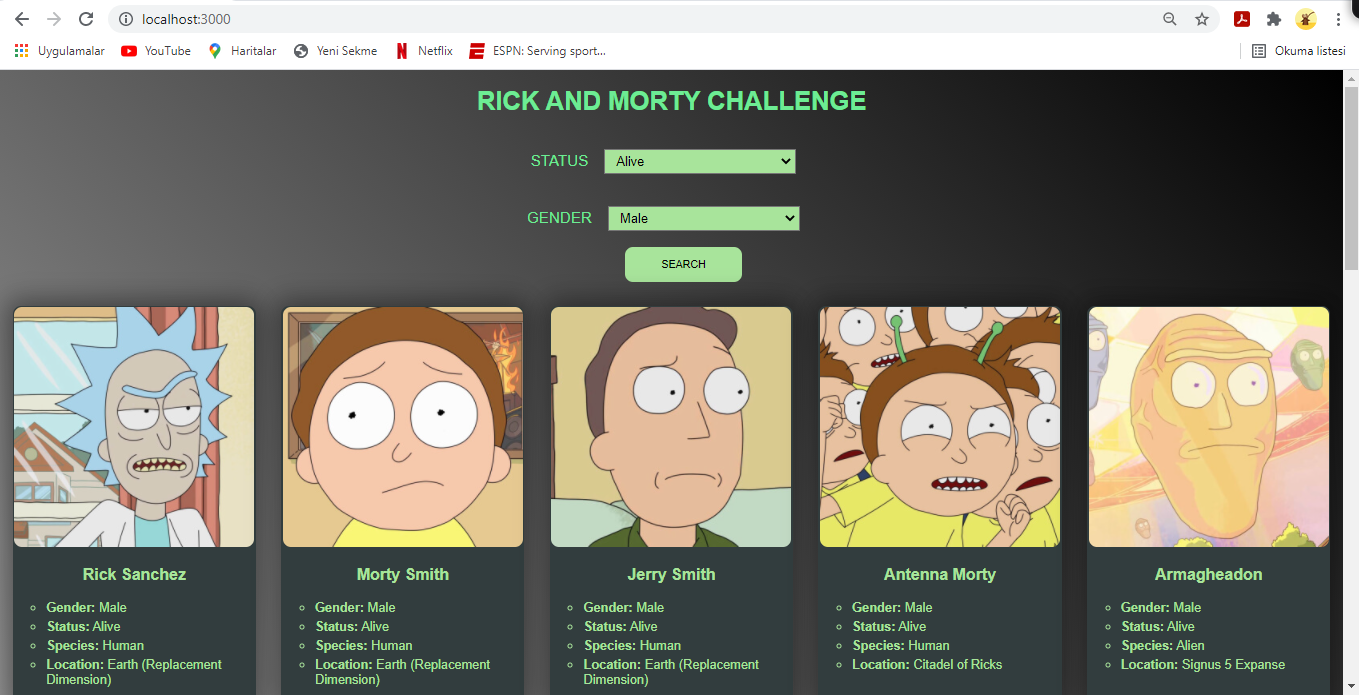 localhost:3000
Uygulamalar YouTube Haritalar Yeni Sekme Netflix ESPN: Serving sport... Okuma listesi
RICK AND MORTY CHALLENGE
STATUS Alive
GENDER Male
SEARCH
Rick Sanchez
Gender: Male
Status: Alive
Species: Human
Location: Earth (Replacement
Dimension)
Morty Smith
Gender: Male
Status: Alive
Species: Human
Location: Earth (Replacement
Dimension)
Jerry Smith
Gender: Male
Status: Alive
Species: Human
Location: Earth (Replacement
Dimension)
Antenna Morty
Gender: Male
Status: Alive
Species: Human
Location: Citadel of Ricks
Armagheadon
Gender: Male
Status: Alive
Species: Alien
Location: Signus 5 Expanse